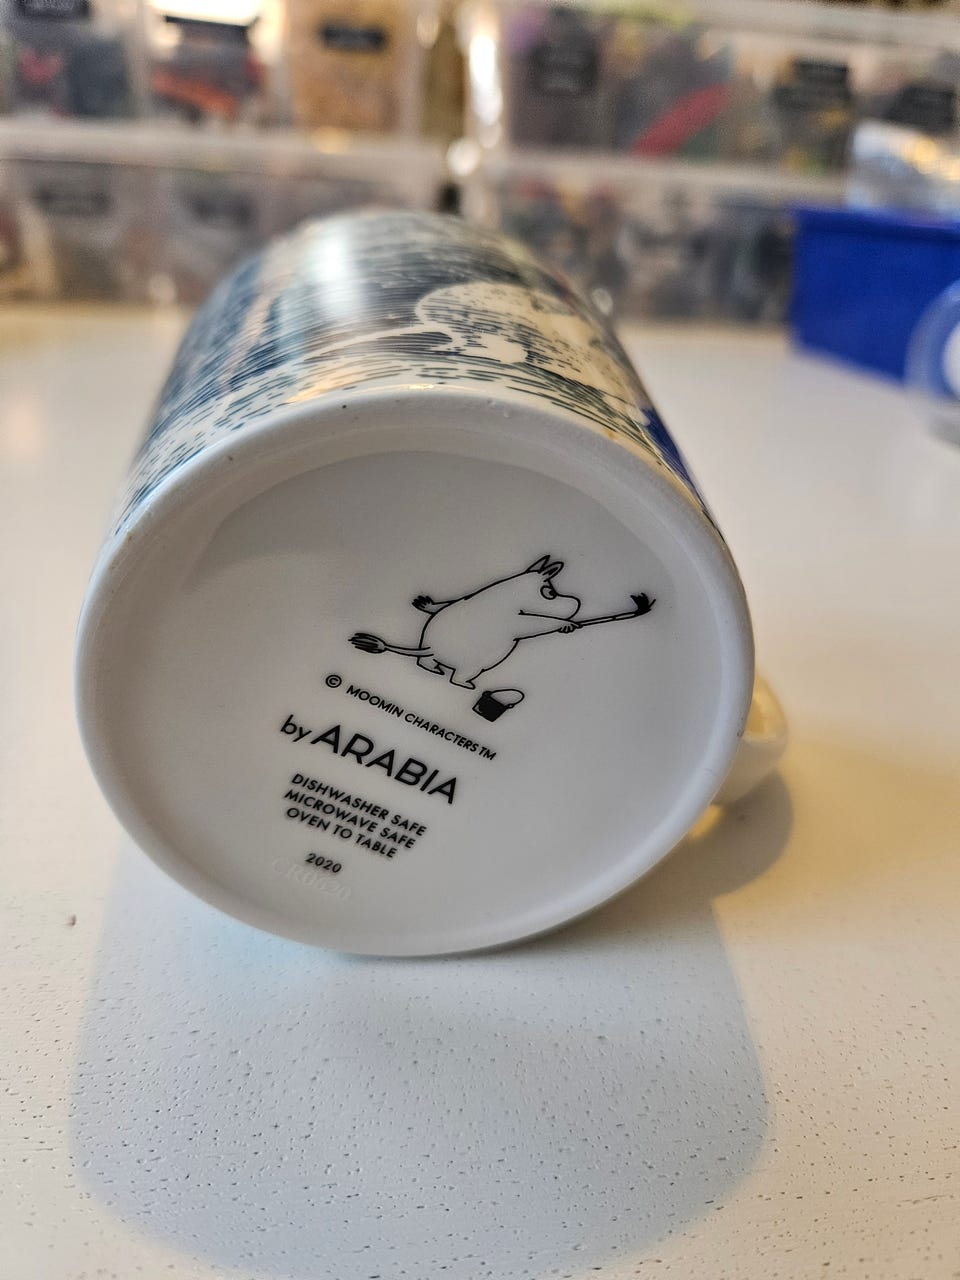 © MOOMIN CHARACTERS™
by ARABIA
DISHWASHER SAFE
MICROWAVE SAFE
OVEN TO TABLE
2020